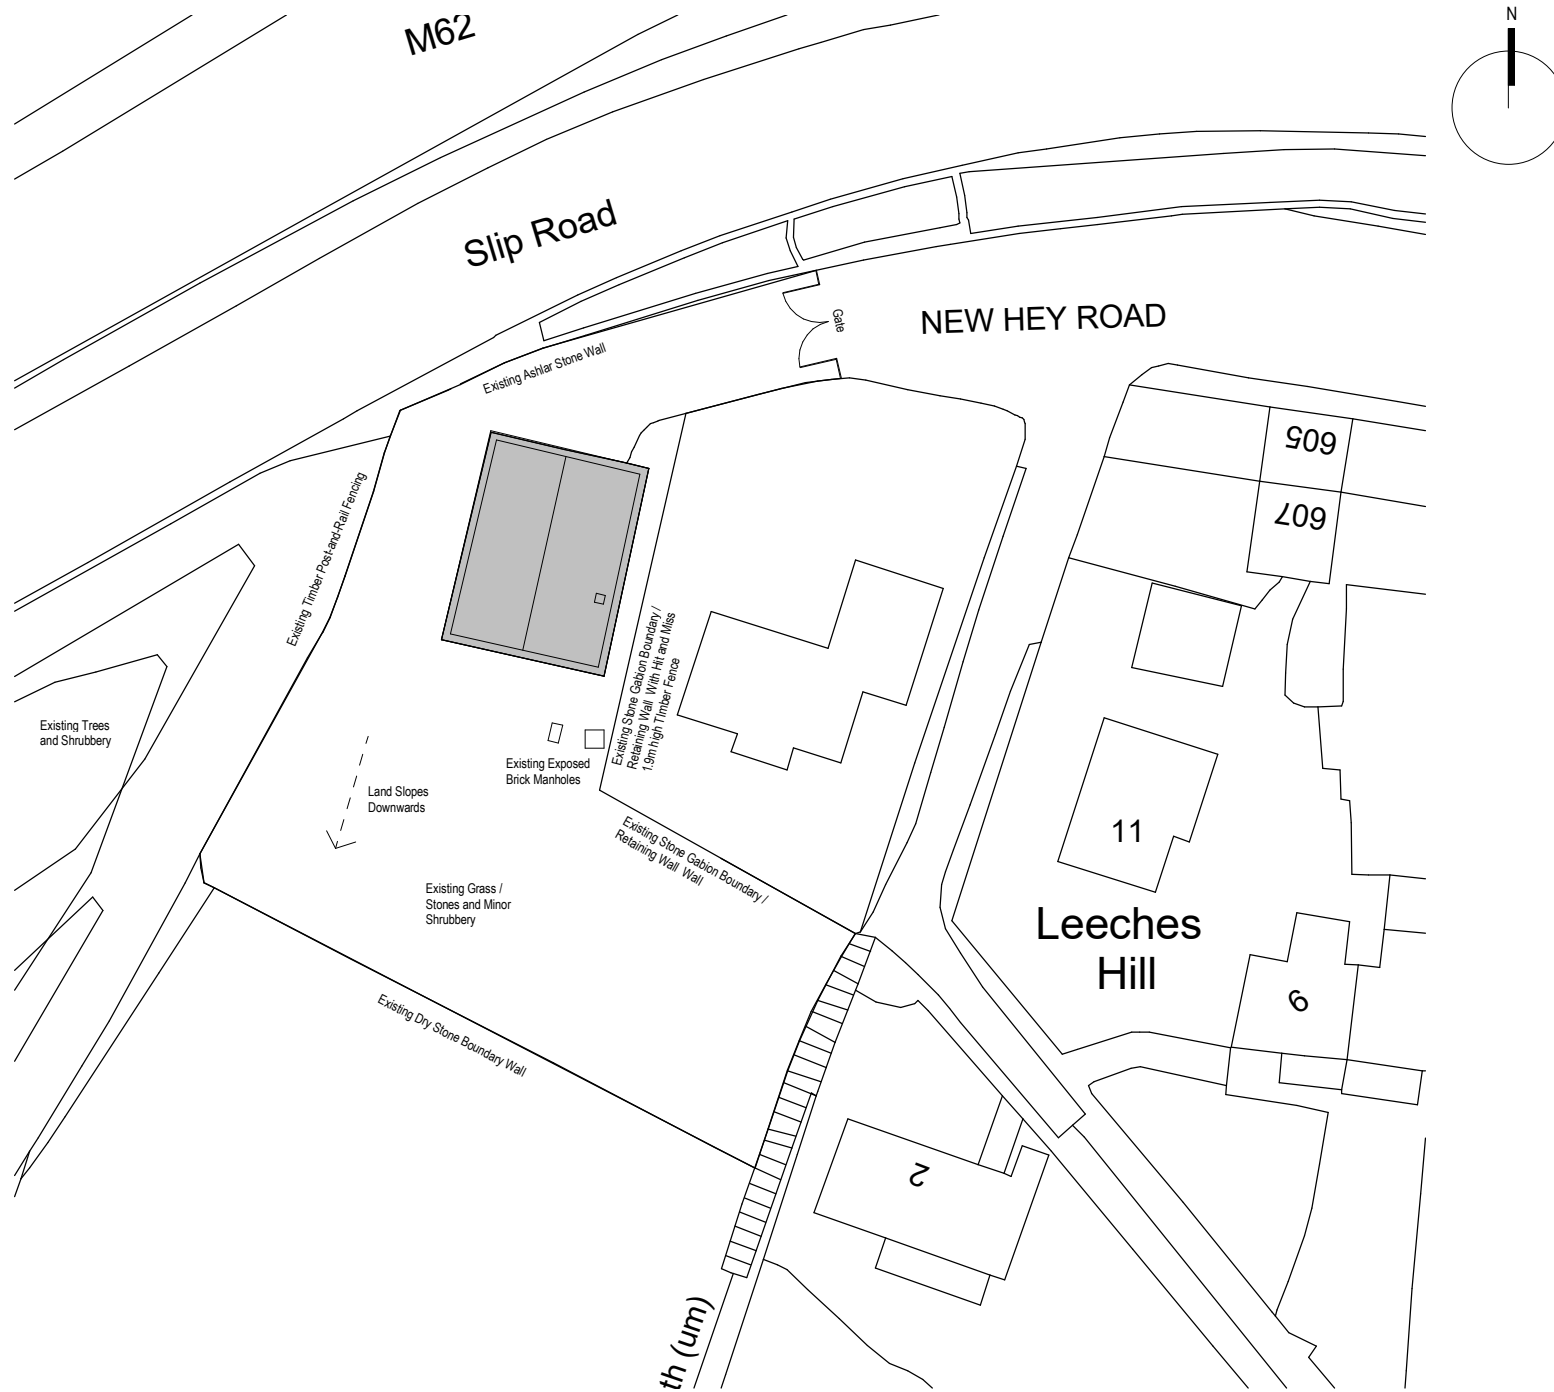 N
M62
Slip Road
NEW HEY ROAD
Gate
Existing Ashlar Stone Wall
605
607
Existing Timber Post-and-Rail Fencing
Existing Stone Gabion Boundary /
Retaining Wall With Hit and Miss
1.9m high Timber Fence
Existing Trees
and Shrubbery
Existing Exposed
Brick Manholes
Land Slopes
Downwards
11
Existing Stone Gabion Boundary /
Retaining Wall Wall
Existing Grass /
Stones and Minor
Shrubbery
Leeches
Hill
9
Existing Dry Stone Boundary Wall
2
th (um)